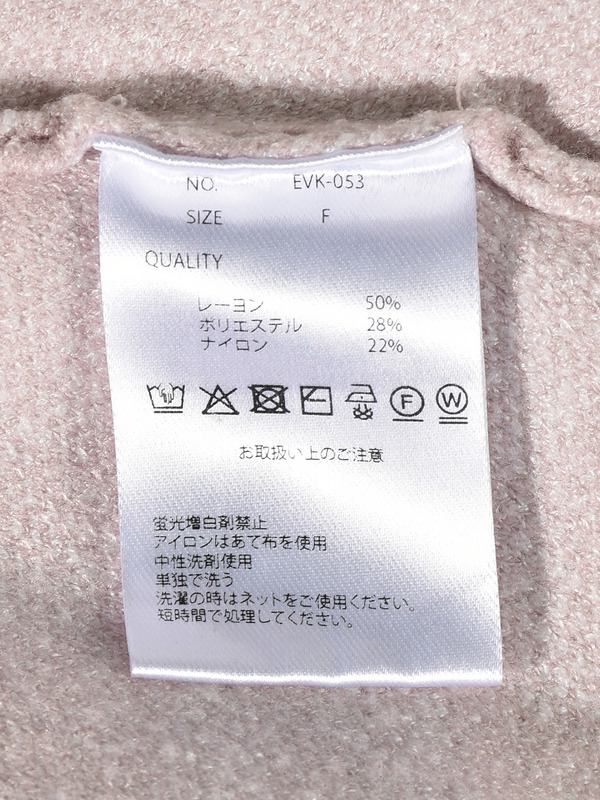 NO. EVK-053
SIZE F
QUALITY
レーヨン 50%
ポリエステル 28%
ナイロン 22%
F W
お取扱い上のご注意
蛍光増白剤禁止
アイロンはあて布を使用
中性洗剤使用
単独で洗う
洗濯の時はネットをご使用ください。
短時間で処理してください。